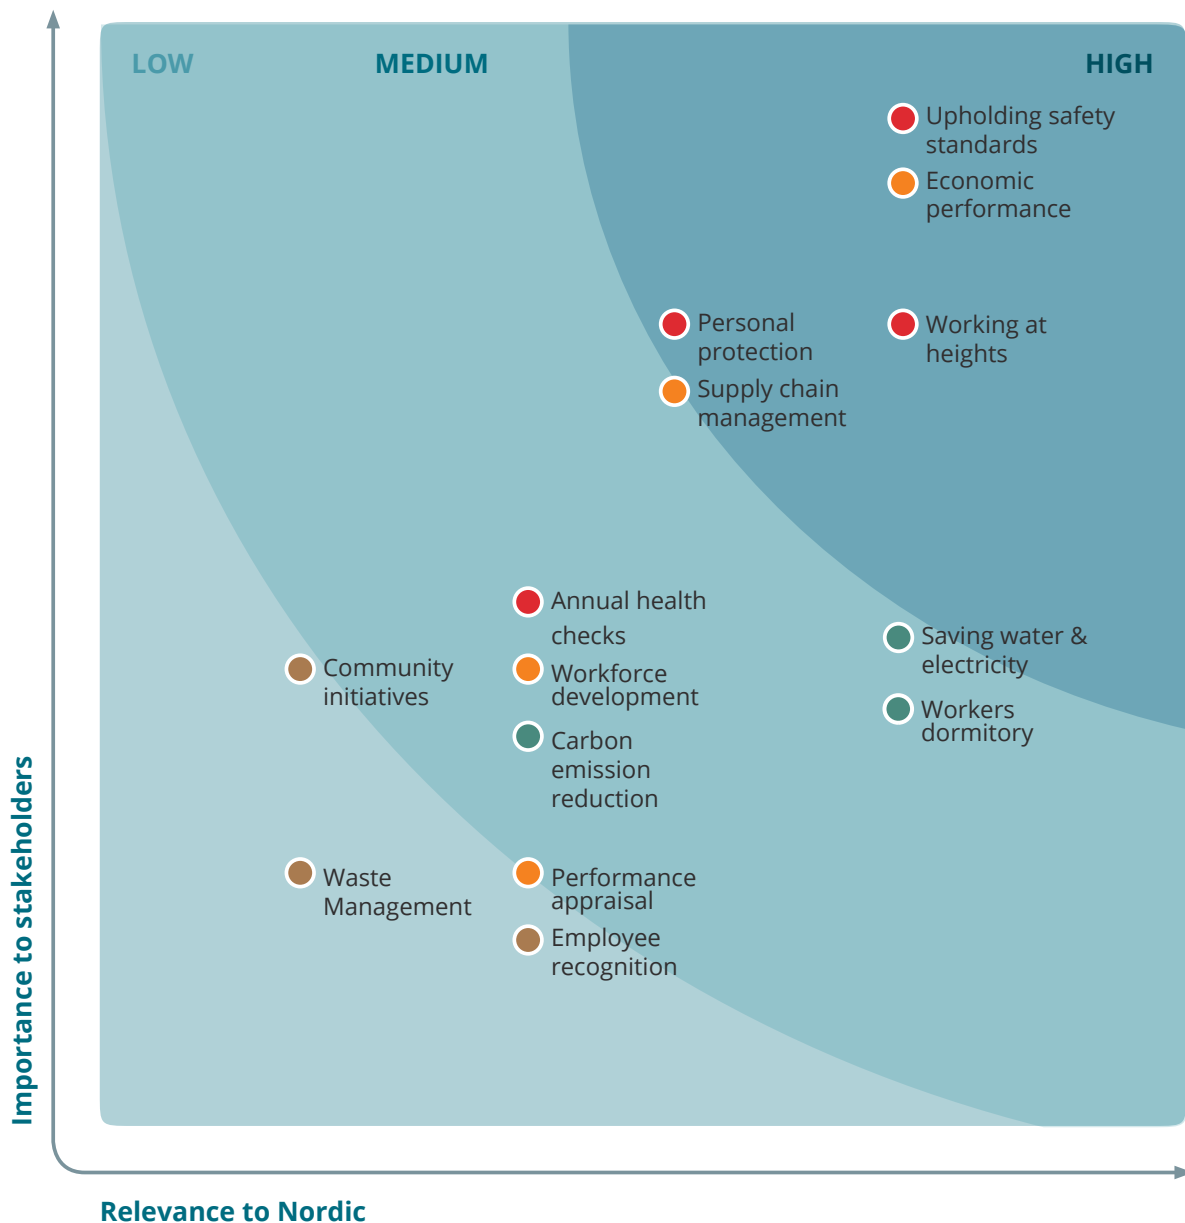 LOW
MEDIUM
HIGH
Upholding safety
standards
Economic
performance
Personal
protection
Working at
heights
Supply chain
management
Annual health
checks
Saving water &
electricity
Community
initiatives
Workforce
development
Workers
dormitory
Carbon
emission
reduction
Waste
Management
Performance
appraisal
Employee
recognition
Importance to stakeholders
Relevance to Nordic